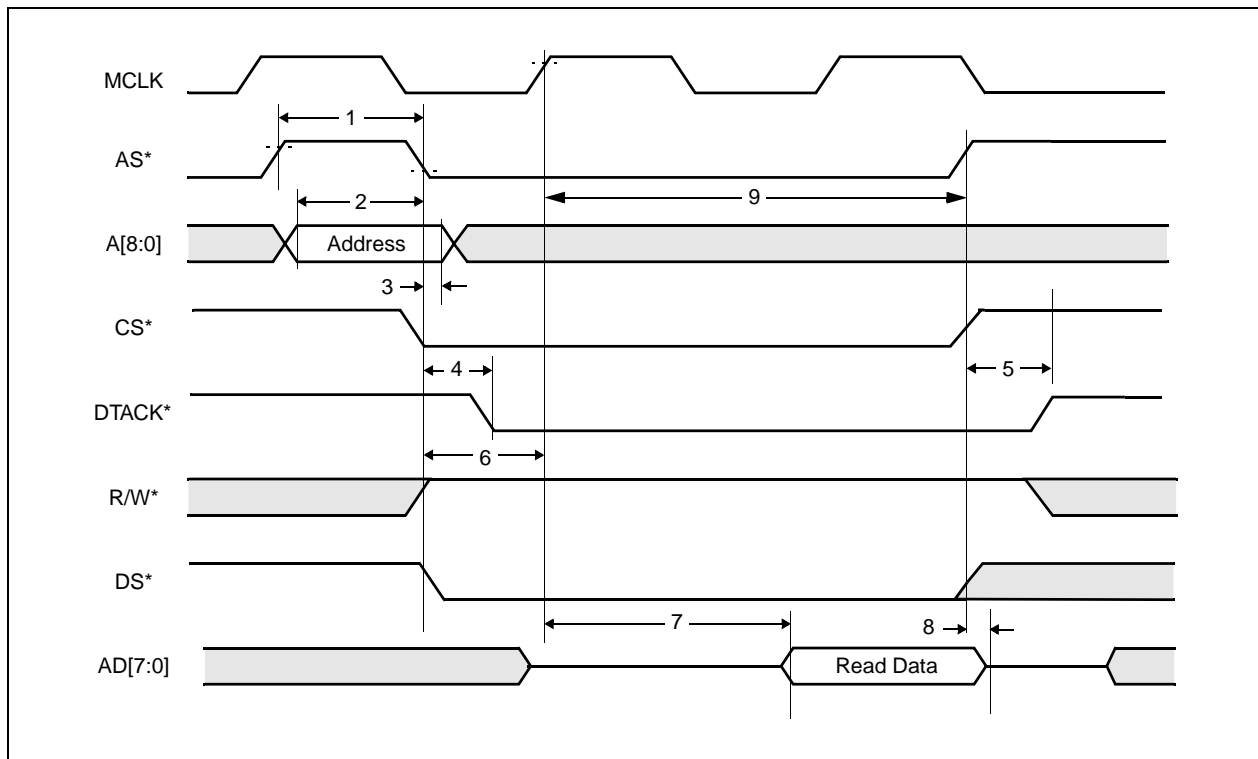 MCLK
1
AS*
2
9
A[8:0]
Address
3
CS*
4
5
DTACK*
6
R/W*
DS*
7
8
AD[7:0]
Read Data